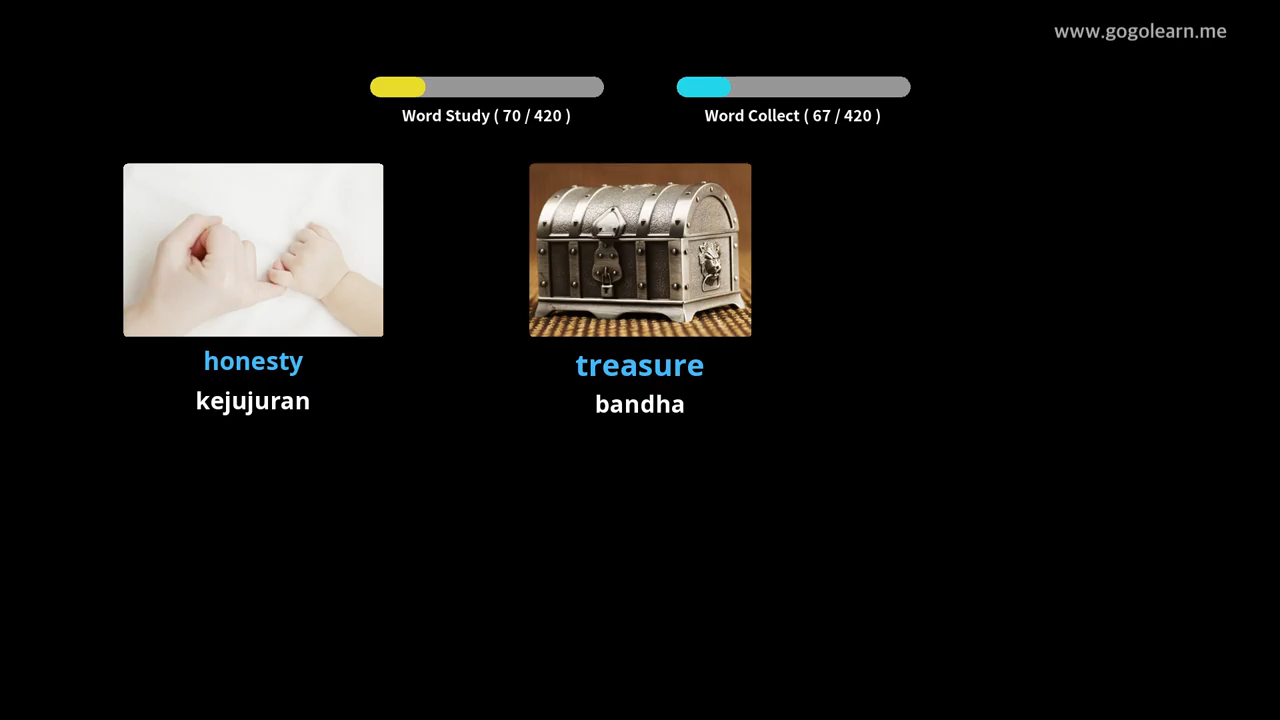 www.gogolearn.me
Word Study ( 70 / 420 )
Word Collect ( 67 / 420 )
honesty
kejujuran
treasure
bandha